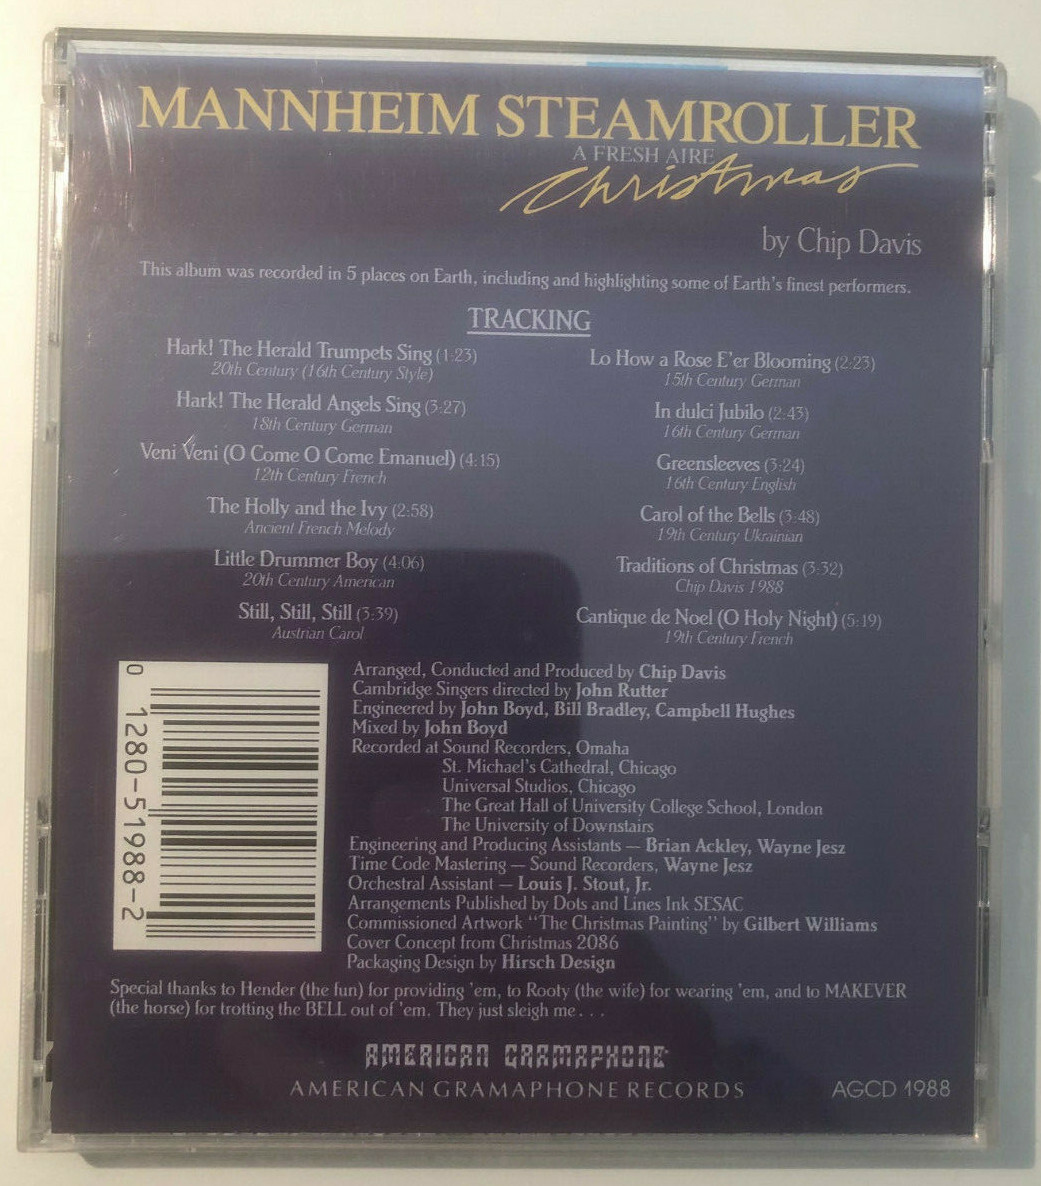 MANNHEIM STEAMROLLER
A FRESH AIRE
Christmas
by Chip Davis
This album was recorded in 5 places on Earth, including and highlighting some of Earth's finest performers.
TRACKING
Hark! The Herald Trumpets Sing (1:23)
20th Century (16th Century Style)
Hark! The Herald Angels Sing (3:27)
18th Century German
Veni Veni (O Come O Come Emanuel) (4:15)
12th Century French
The Holly and the Ivy (2:58)
Ancient French Melody
Little Drummer Boy (4:06)
20th Century American
Still, Still, Still (3:39)
Austrian Carol
Lo How a Rose E'er Blooming (2:23)
15th Century German
In dulci Jubilo (2:43)
16th Century German
Greensleeves (3:24)
16th Century English
Carol of the Bells (3:48)
19th Century Ukrainian
Traditions of Christmas (3:32)
Chip Davis 1988
Cantique de Noel (O Holy Night) (5:19)
19th Century French
0 1280-51988-2
Arranged, Conducted and Produced by Chip Davis
Cambridge Singers directed by John Rutter
Engineered by John Boyd, Bill Bradley, Campbell Hughes
Mixed by John Boyd
Recorded at Sound Recorders, Omaha
St. Michael's Cathedral, Chicago
Universal Studios, Chicago
The Great Hall of University College School, London
The University of Downstairs
Engineering and Producing Assistants — Brian Ackley, Wayne Jesz
Time Code Mastering — Sound Recorders, Wayne Jesz
Orchestral Assistant — Louis J. Stout, Jr.
Arrangements Published by Dots and Lines Ink SESAC
Commissioned Artwork "The Christmas Painting" by Gilbert Williams
Cover Concept from Christmas 2086
Packaging Design by Hirsch Design
Special thanks to Hender (the fun) for providing 'em, to Rooty (the wife) for wearing 'em, and to MAKEVER
(the horse) for trotting the BELL out of 'em. They just sleigh me . . .
AMERICAN GRAMAPHONE
AMERICAN GRAMAPHONE RECORDS
AGCD 1988